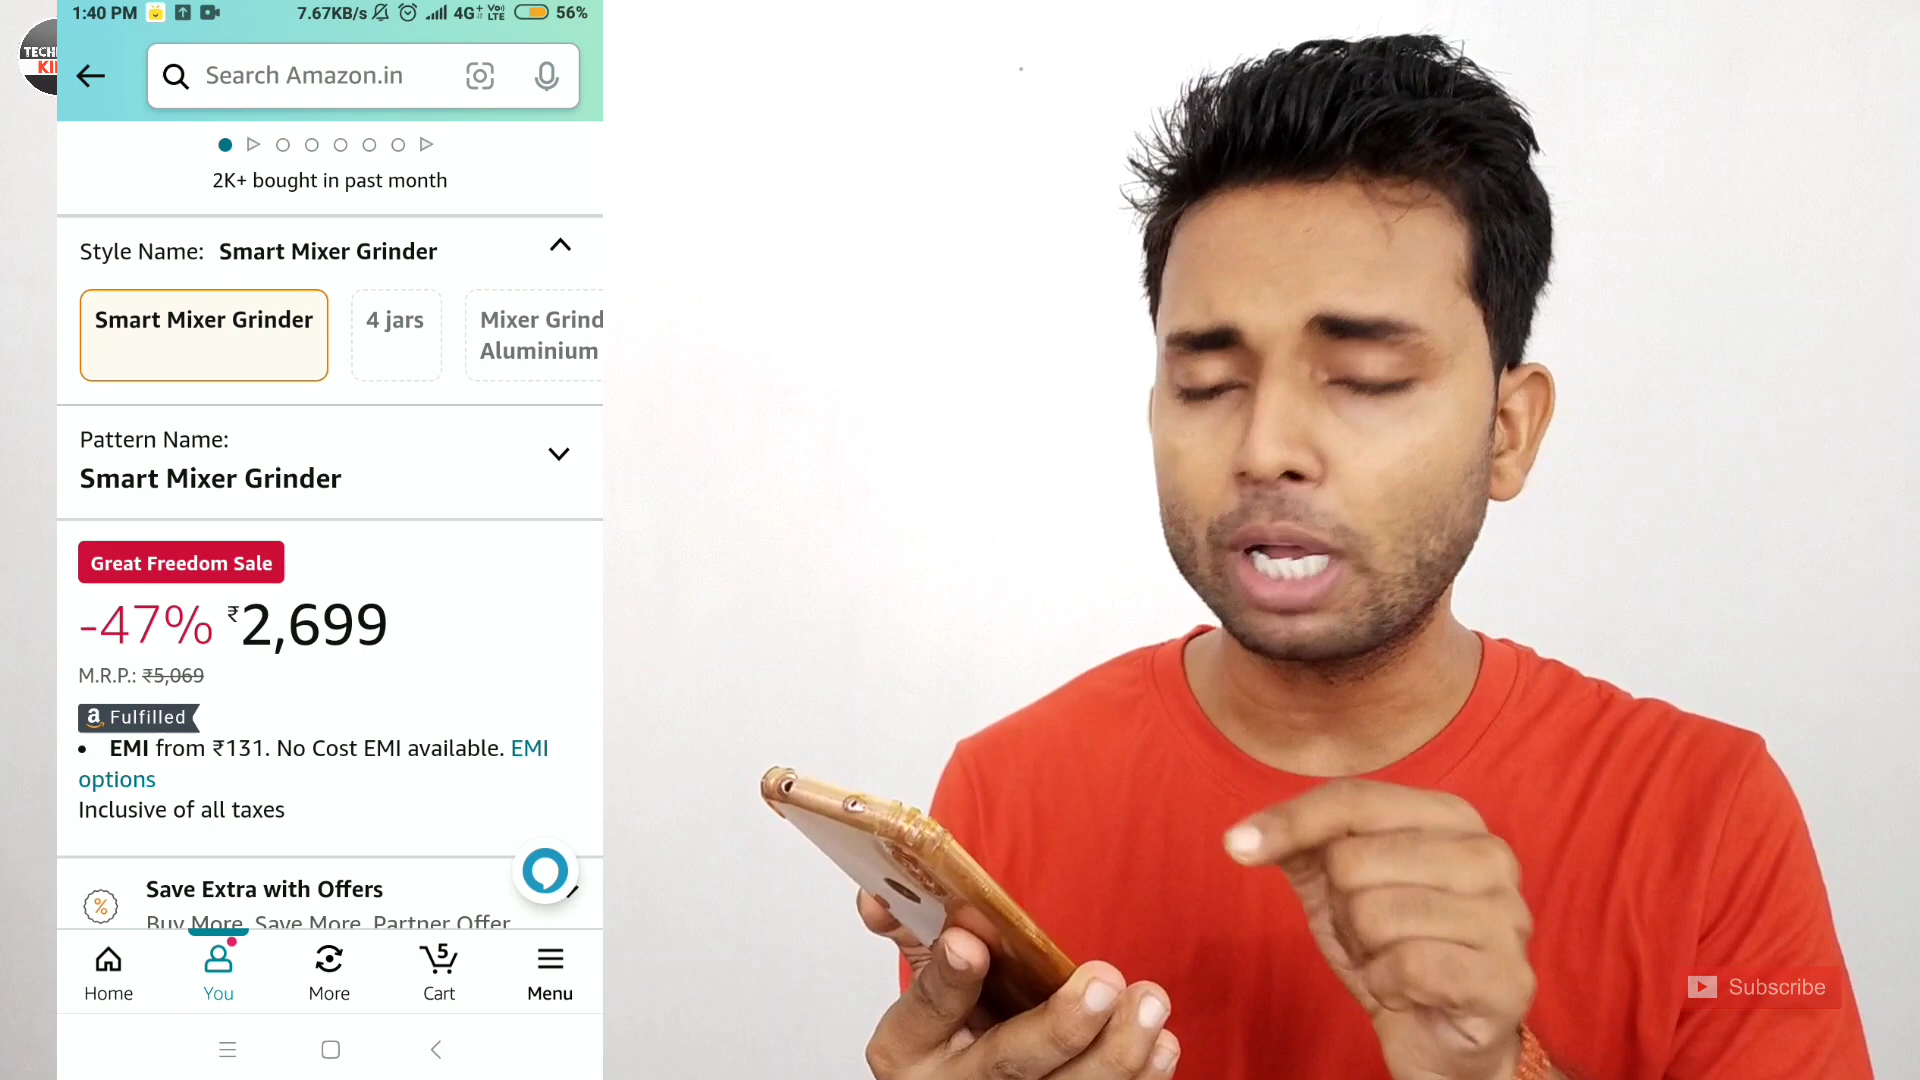 1:40 PM 7.67KB/s 4G+ VoLTE 56%
TECH
KI
Search Amazon.in
2K+ bought in past month
Style Name: Smart Mixer Grinder
Smart Mixer Grinder
4 jars
Mixer Grind
Aluminium
Pattern Name:
Smart Mixer Grinder
Great Freedom Sale
-47% ₹2,699
M.R.P.: ₹5,069
a Fulfilled
• EMI from ₹131. No Cost EMI available. EMI
options
Inclusive of all taxes
Save Extra with Offers
Buy More, Save More, Partner Offer
Home You More 5 Cart Menu
Subscribe